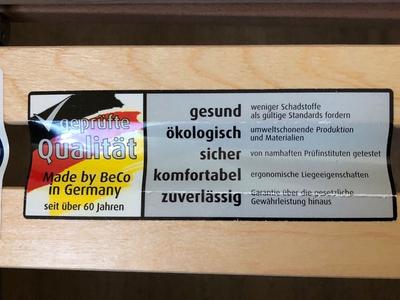 geprüfte
Qualität
Made by BeCo
in Germany
seit über 60 Jahren
gesund
weniger Schadstoffe
als gültige Standards fordern
ökologisch
umweltschonende Produktion
und Materialien
sicher
von namhaften Prüfinstituten getestet
komfortabel
ergonomische Liegeeigenschaften
zuverlässig
Garantie über die gesetzliche
Gewährleistung hinaus